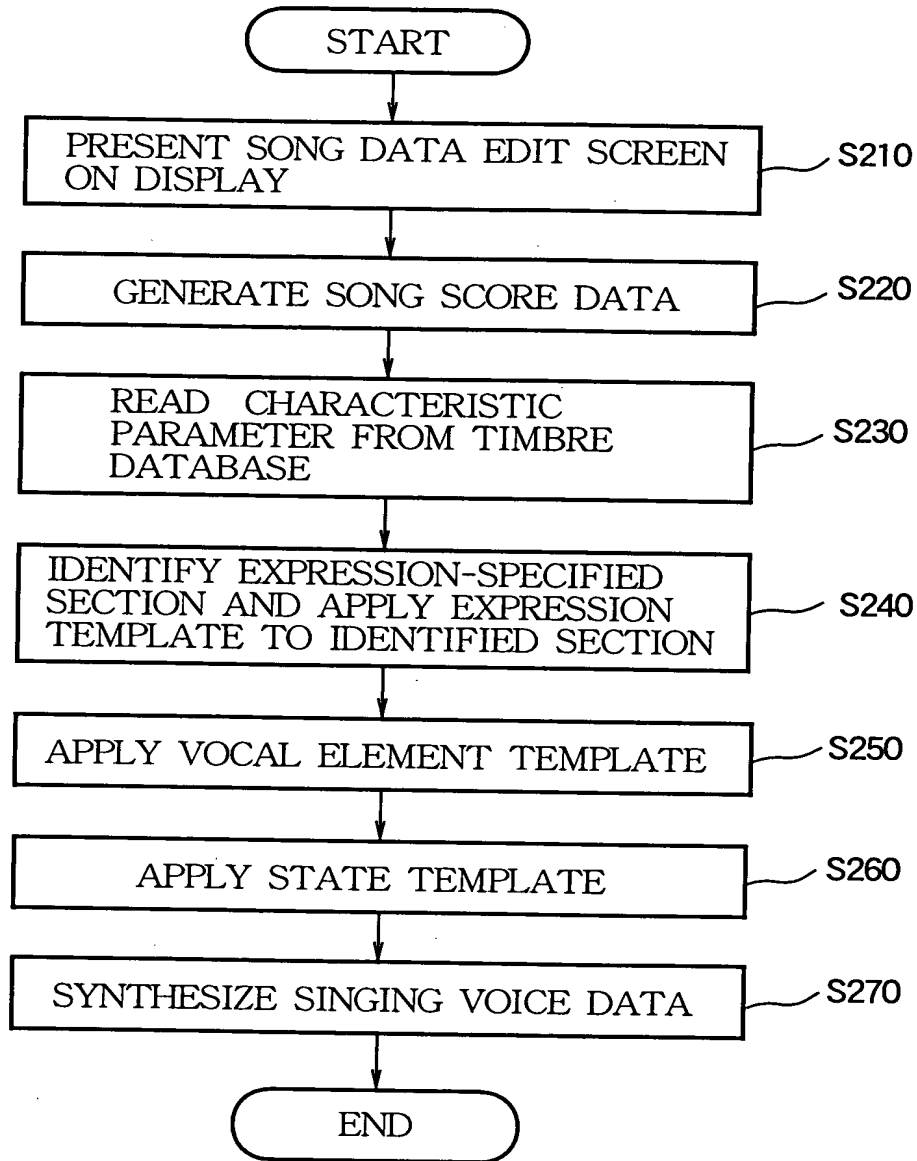 START
PRESENT SONG DATA EDIT SCREEN
ON DISPLAY
S210
GENERATE SONG SCORE DATA
S220
READ CHARACTERISTIC
PARAMETER FROM TIMBRE
DATABASE
S230
IDENTIFY EXPRESSION-SPECIFIED
SECTION AND APPLY EXPRESSION
TEMPLATE TO IDENTIFIED SECTION
S240
APPLY VOCAL ELEMENT TEMPLATE
S250
APPLY STATE TEMPLATE
S260
SYNTHESIZE SINGING VOICE DATA
S270
END